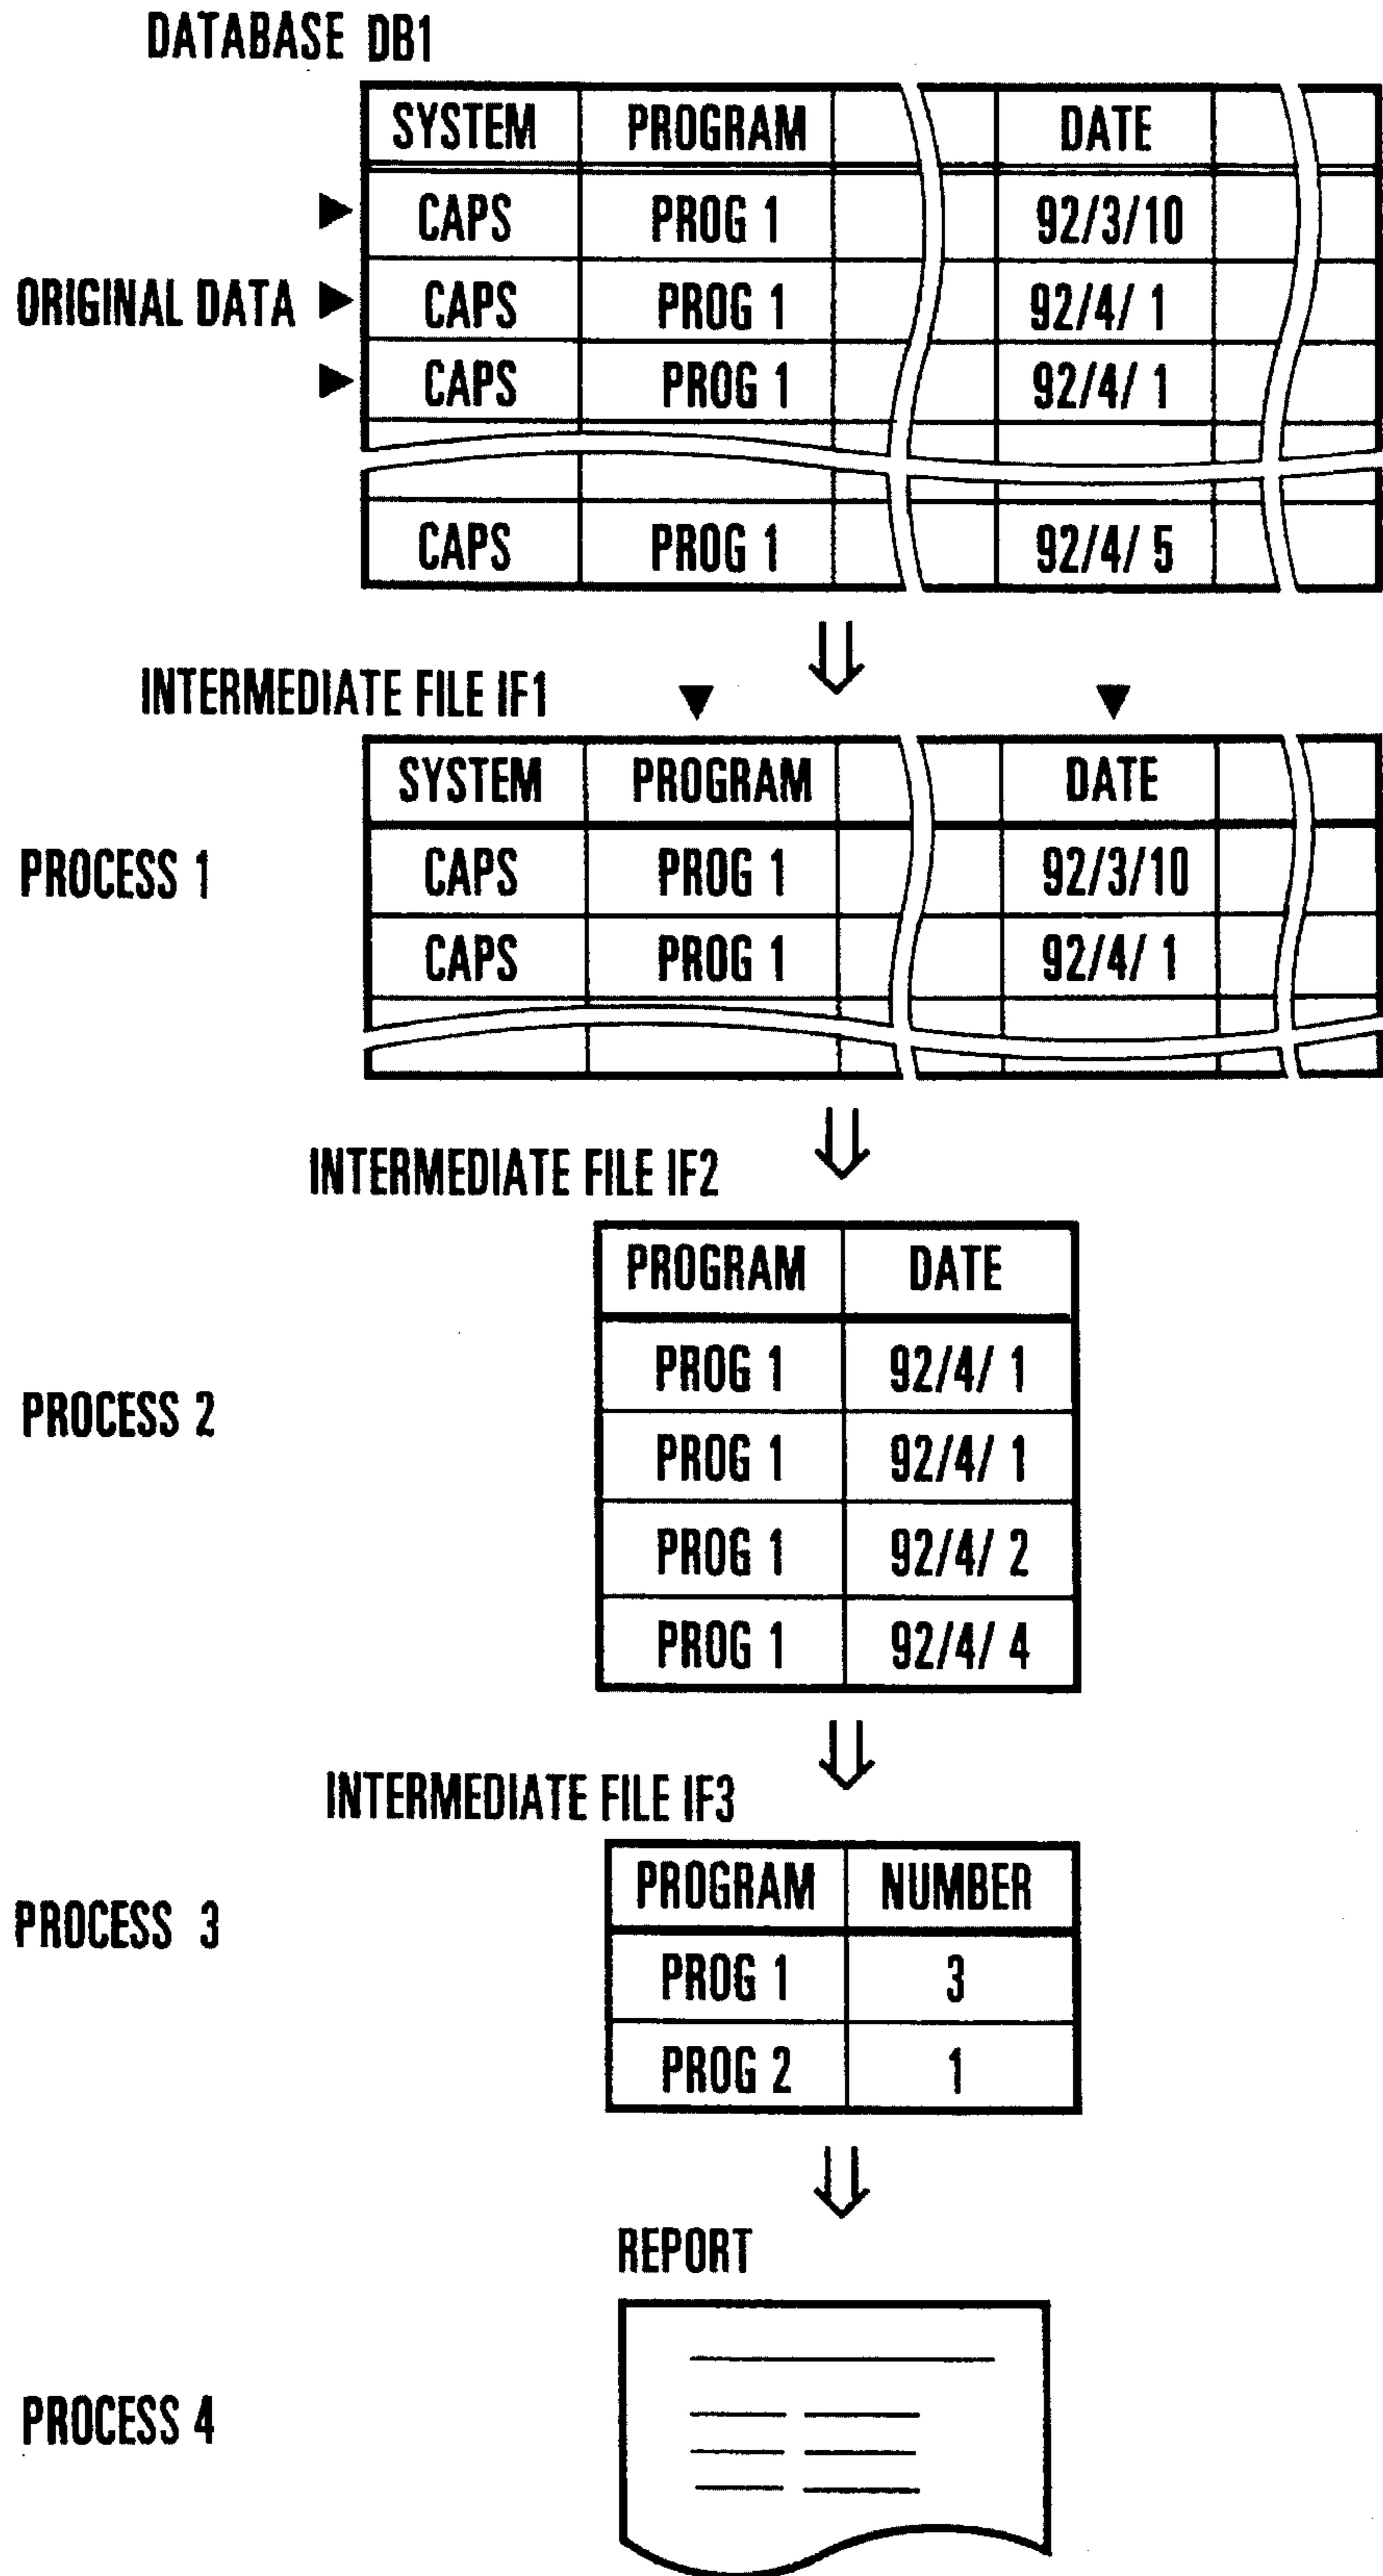 DATABASE DB1
SYSTEM PROGRAM DATE
CAPS PROG 1 92/3/10
ORIGINAL DATA CAPS PROG 1 92/4/ 1
CAPS PROG 1 92/4/ 1
CAPS PROG 1 92/4/ 5
INTERMEDIATE FILE IF1
SYSTEM PROGRAM DATE
PROCESS 1 CAPS PROG 1 92/3/10
CAPS PROG 1 92/4/ 1
INTERMEDIATE FILE IF2
PROGRAM DATE
PROG 1 92/4/ 1
PROCESS 2
PROG 1 92/4/ 1
PROG 1 92/4/ 2
PROG 1 92/4/ 4
INTERMEDIATE FILE IF3
PROGRAM NUMBER
PROCESS 3
PROG 1 3
PROG 2 1
REPORT
PROCESS 4